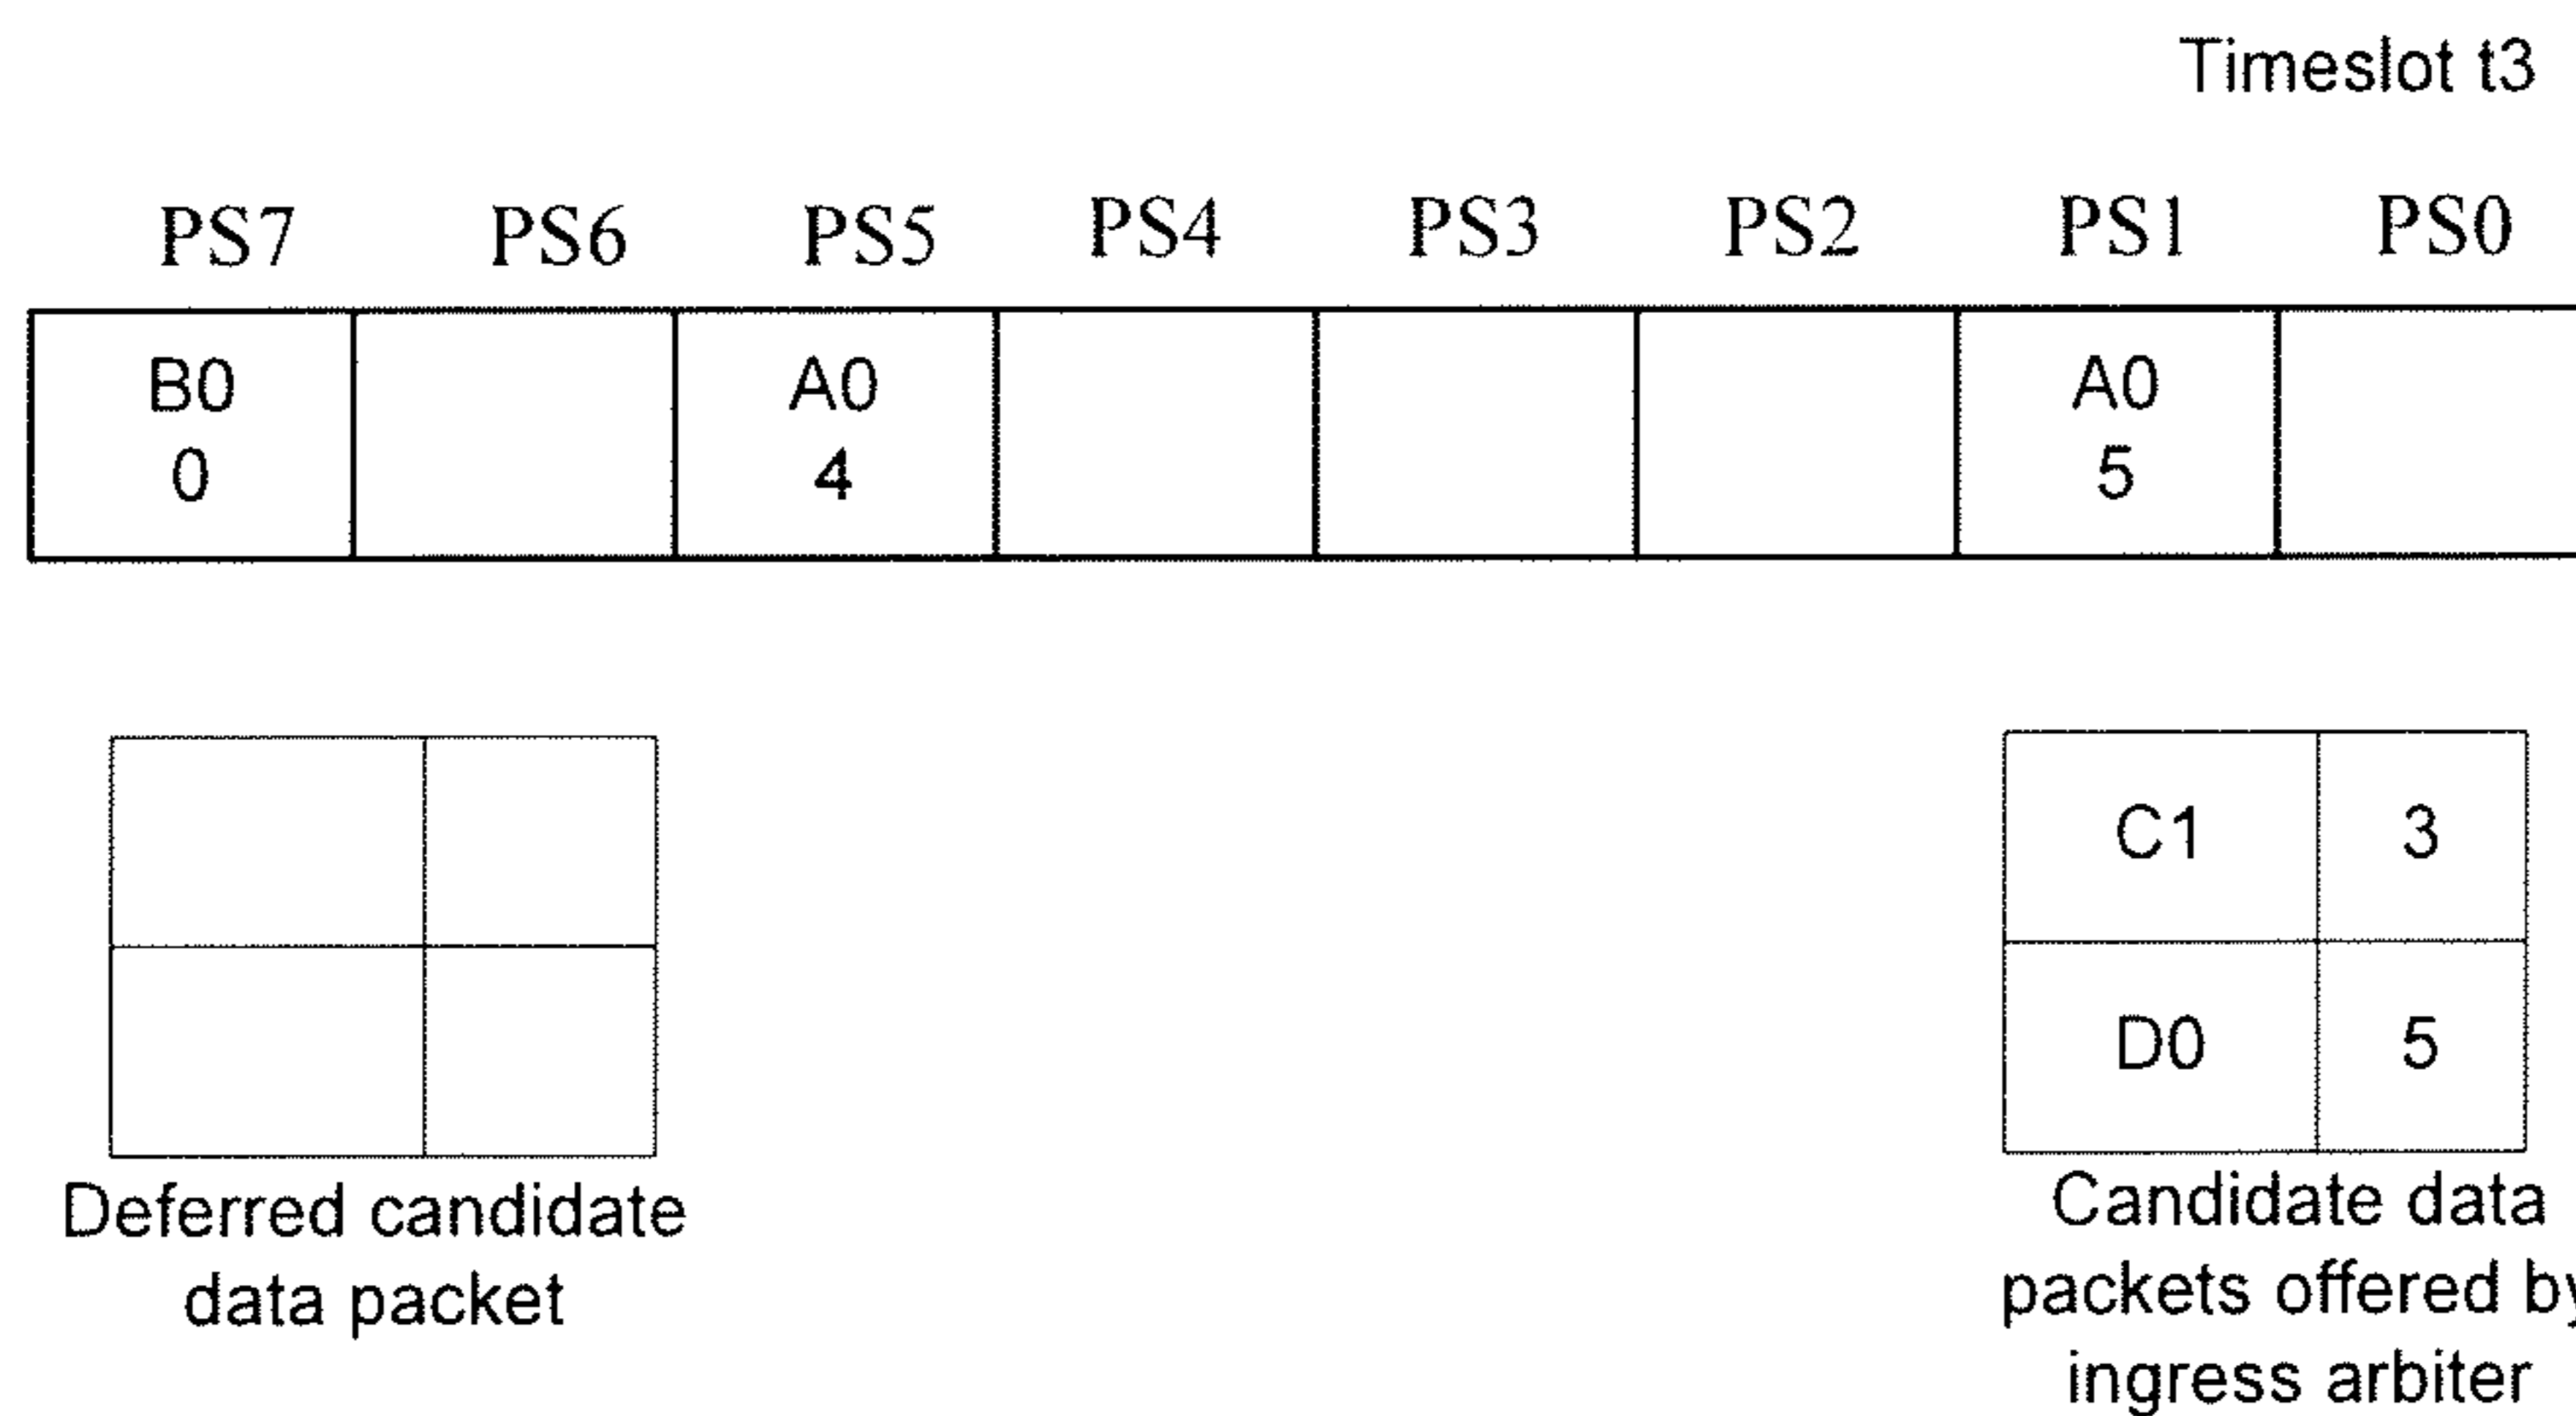 Timeslot t3
PS7 PS6 PS5 PS4 PS3 PS2 PS1 PS0
B0 A0 A0
0 4 5
C1 3
D0 5
Deferred candidate
data packet
Candidate data
packets offered by
ingress arbiter